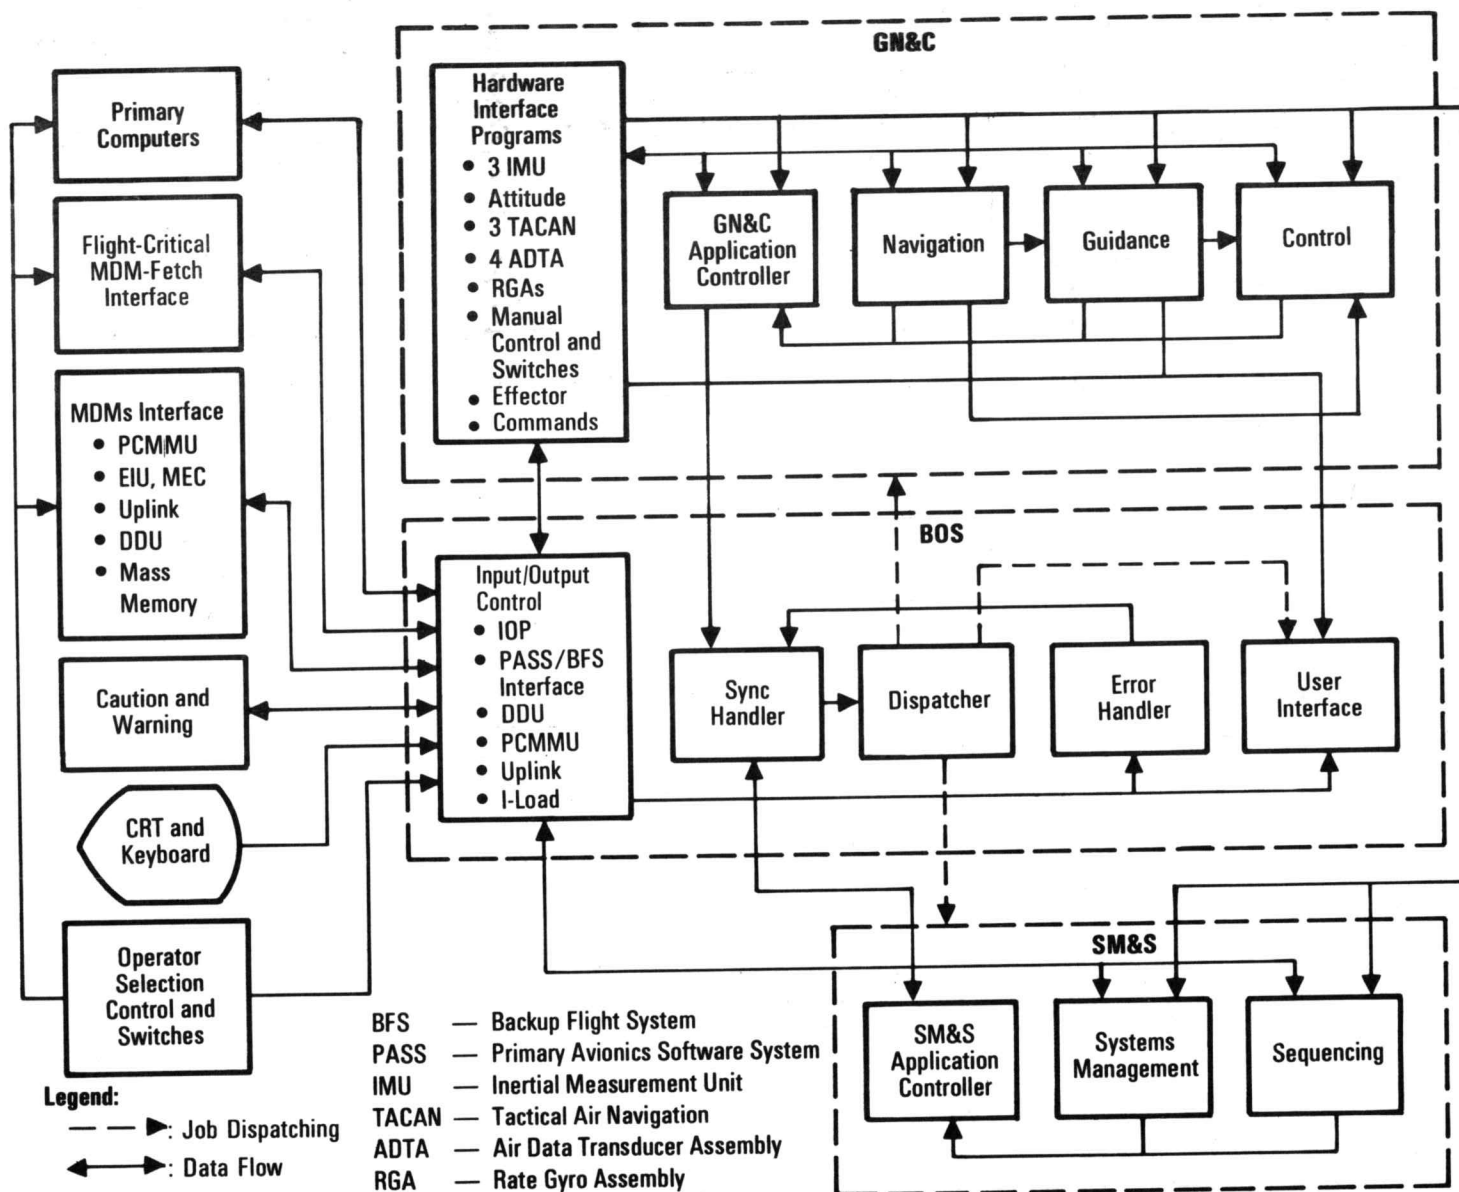 GN&C
Primary
Computers
Flight-Critical
MDM-Fetch
Interface
MDMs Interface
• PCMMU
• EIU, MEC
• Uplink
• DDU
• Mass
Memory
Caution and
Warning
CRT and
Keyboard
Operator
Selection
Control and
Switches
Hardware
Interface
Programs
• 3 IMU
• Attitude
• 3 TACAN
• 4 ADTA
• RGAs
• Manual
Control and
Switches
• Effector
• Commands
GN&C
Application
Controller
Navigation
Guidance
Control
BOS
Input/Output
Control
• IOP
• PASS/BFS
Interface
• DDU
• PCMMU
• Uplink
• I-Load
Sync
Handler
Dispatcher
Error
Handler
User
Interface
SM&S
SM&S
Application
Controller
Systems
Management
Sequencing
Legend:
: Job Dispatching
: Data Flow
BFS — Backup Flight System
PASS — Primary Avionics Software System
IMU — Inertial Measurement Unit
TACAN — Tactical Air Navigation
ADTA — Air Data Transducer Assembly
RGA — Rate Gyro Assembly